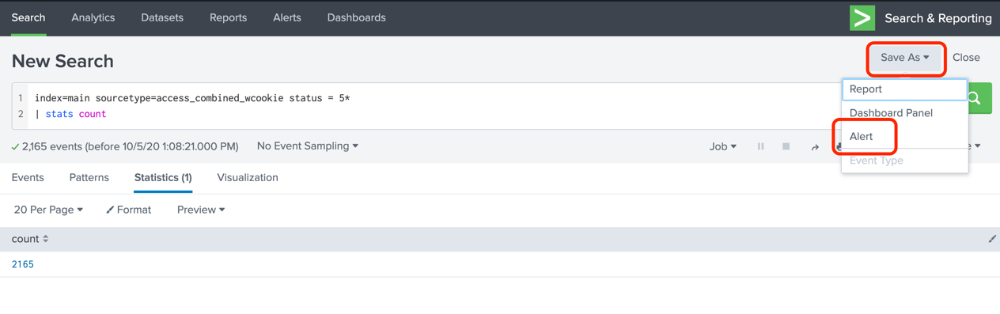 Search Analytics Datasets Reports Alerts Dashboards Search & Reporting
New Search
Save As Close
Report
Dashboard Panel
Alert
Event Type
1 index=main sourcetype=access_combined_wcookie status = 5*
2 | stats count
2,165 events (before 10/5/20 1:08:21.000 PM) No Event Sampling Job
Events Patterns Statistics (1) Visualization
20 Per Page Format Preview
count
2165